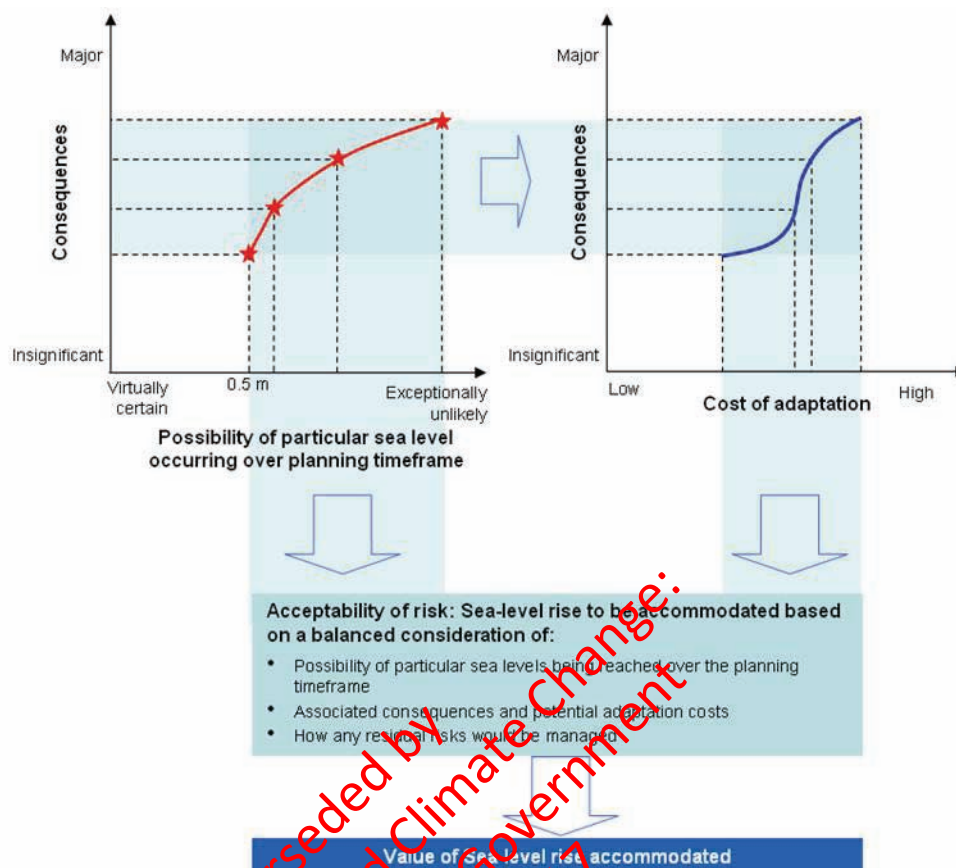 Major
Consequences
Insignificant
Virtually
certain
0.5 m
Exceptionally
unlikely
Possibility of particular sea level
occurring over planning timeframe
Major
Consequences
Insignificant
Low
Cost of adaptation
High
Acceptability of risk: Sea-level rise to be accommodated based
on a balanced consideration of:
• Possibility of particular sea levels being reached over the planning
timeframe
• Associated consequences and potential adaptation costs
• How any residual risks would be managed
Value of Sea-level rise accommodated
seded by
d Climate Change:
Government
7